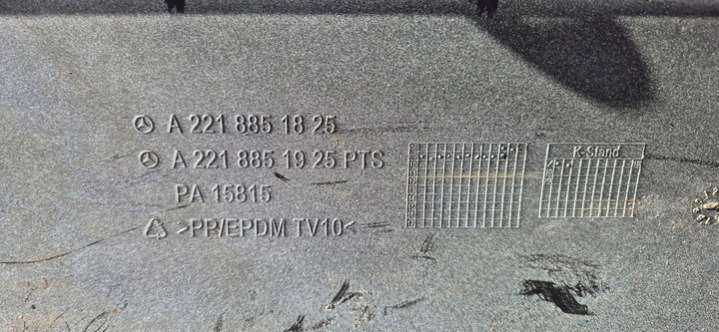 A 221 885 18 25
A 221 885 19 25 PTS
PA 15815
>PP/EPDM TV10<
K-Stand